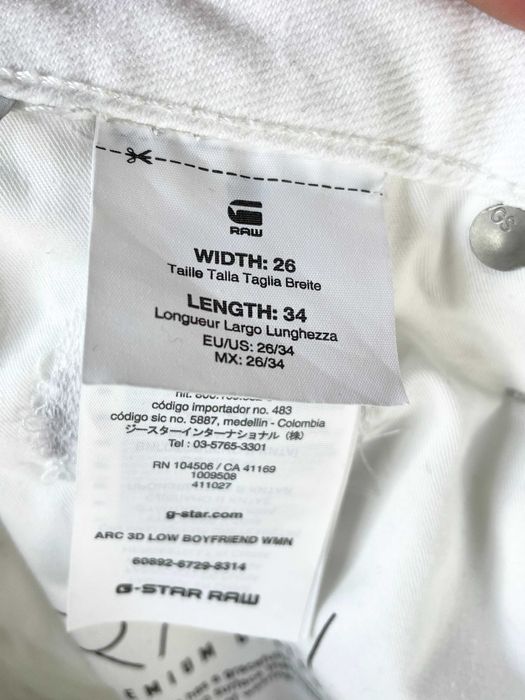 RAW
WIDTH: 26
Taille Talla Taglia Breite
LENGTH: 34
Longueur Largo Lunghezza
EU/US: 26/34
MX: 26/34
código importador no. 483
código sic no. 5887, medellin - Colombia
ジースターインターナショナル（株）
Tel : 03-5765-3301
RN 104506 / CA 41169
1009508
411027
g-star.com
ARC 3D LOW BOYFRIEND WMN
60892-6729-8314
G-STAR RAW
GS